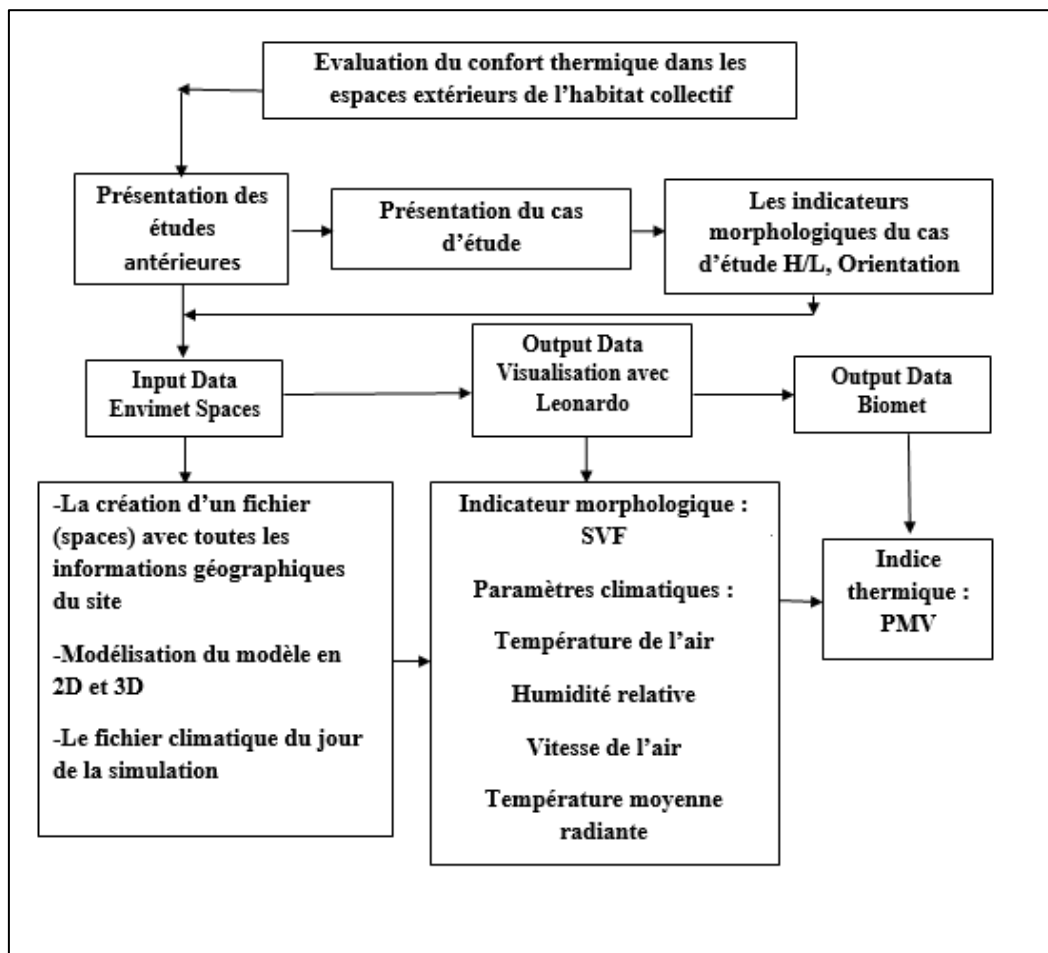 Evaluation du confort thermique dans les
espaces extérieurs de l'habitat collectif
Présentation des
études
antérieures
Présentation du cas
d'étude
Les indicateurs
morphologiques du cas
d'étude H/L, Orientation
Input Data
Envimet Spaces
Output Data
Visualisation avec
Leonardo
Output Data
Biomet
-La création d'un fichier
(spaces) avec toutes les
informations géographiques
du site
-Modélisation du modèle en
2D et 3D
-Le fichier climatique du jour
de la simulation
Indicateur morphologique :
SVF
Paramètres climatiques :
Température de l'air
Humidité relative
Vitesse de l'air
Température moyenne
radiante
Indice
thermique :
PMV